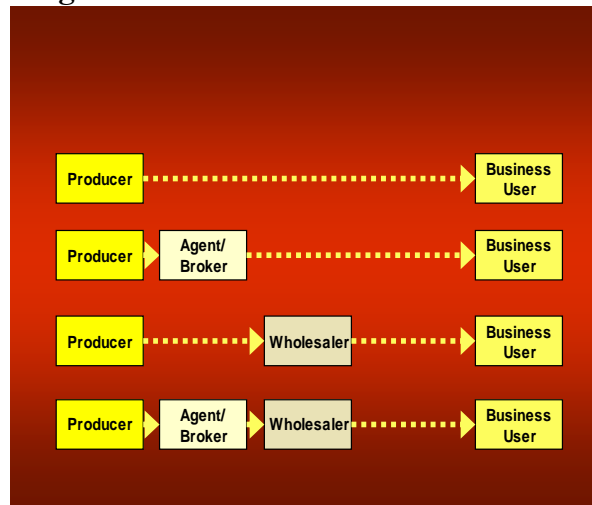 Producer
Business
User
Producer
Agent/
Broker
Business
User
Producer
Wholesaler
Business
User
Producer
Agent/
Broker
Wholesaler
Business
User